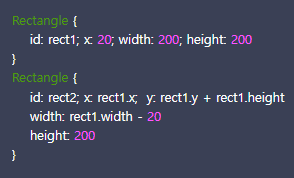 Rectangle {
id: rect1; x: 20; width: 200; height: 200
}
Rectangle {
id: rect2; x: rect1.x;  y: rect1.y + rect1.height
width: rect1.width - 20
height: 200
}